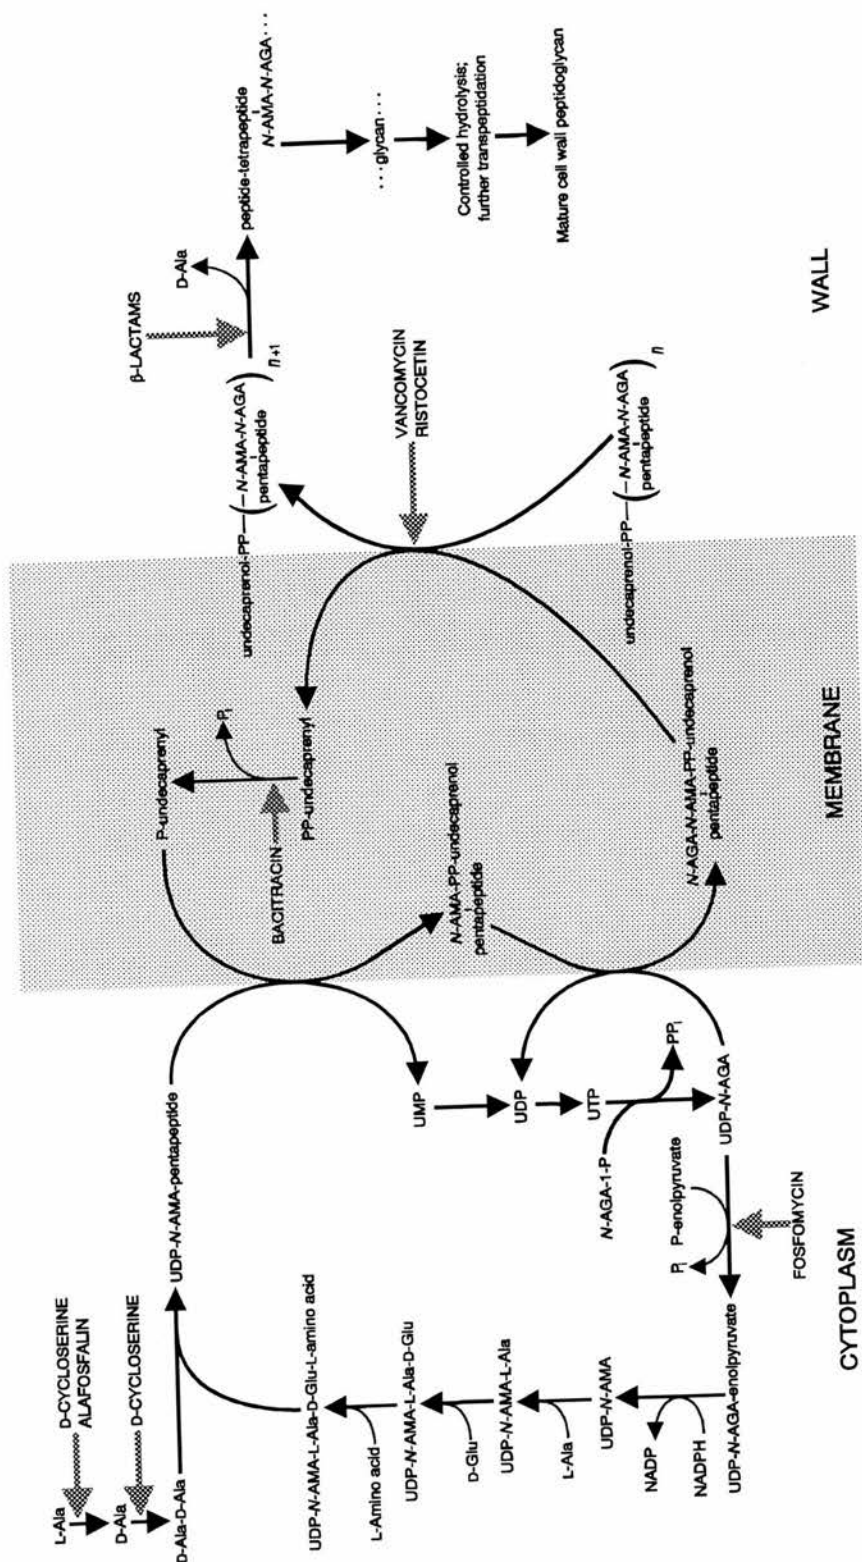 L-Ala
D-CYCLOSERINE
ALAFOSFALIN
D-Ala
D-CYCLOSERINE
D-Ala-D-Ala
UDP-N-AMA-pentapeptide
UDP-N-AMA-L-Ala-D-Glu-L-amino acid
L-Amino acid
UDP-N-AMA-L-Ala-D-Glu
D-Glu
UDP-N-AMA-L-Ala
L-Ala
UDP-N-AMA
NADP
NADPH
UDP-N-AGA-enolpyruvate
Pi
P-enolpyruvate
FOSFOMYCIN
UDP-N-AGA
N-AGA-1-P
PPi
UTP
UDP
UMP
CYTOPLASM
P-undecaprenyl
Pi
BACITRACIN
PP-undecaprenyl
N-AMA-PP-undecaprenol
pentapeptide
N-AGA-N-AMA-PP-undecaprenol
pentapeptide
MEMBRANE
undecaprenol-PP—(—N-AMA-N-AGA)n+1
pentapeptide
β-LACTAMS
D-Ala
peptide-tetrapeptide
N-AMA-N-AGA...
...glycan...
Controlled hydrolysis;
further transpeptidation
Mature cell wall peptidoglycan
VANCOMYCIN
RISTOCETIN
undecaprenol-PP—(—N-AMA-N-AGA)n
pentapeptide
WALL